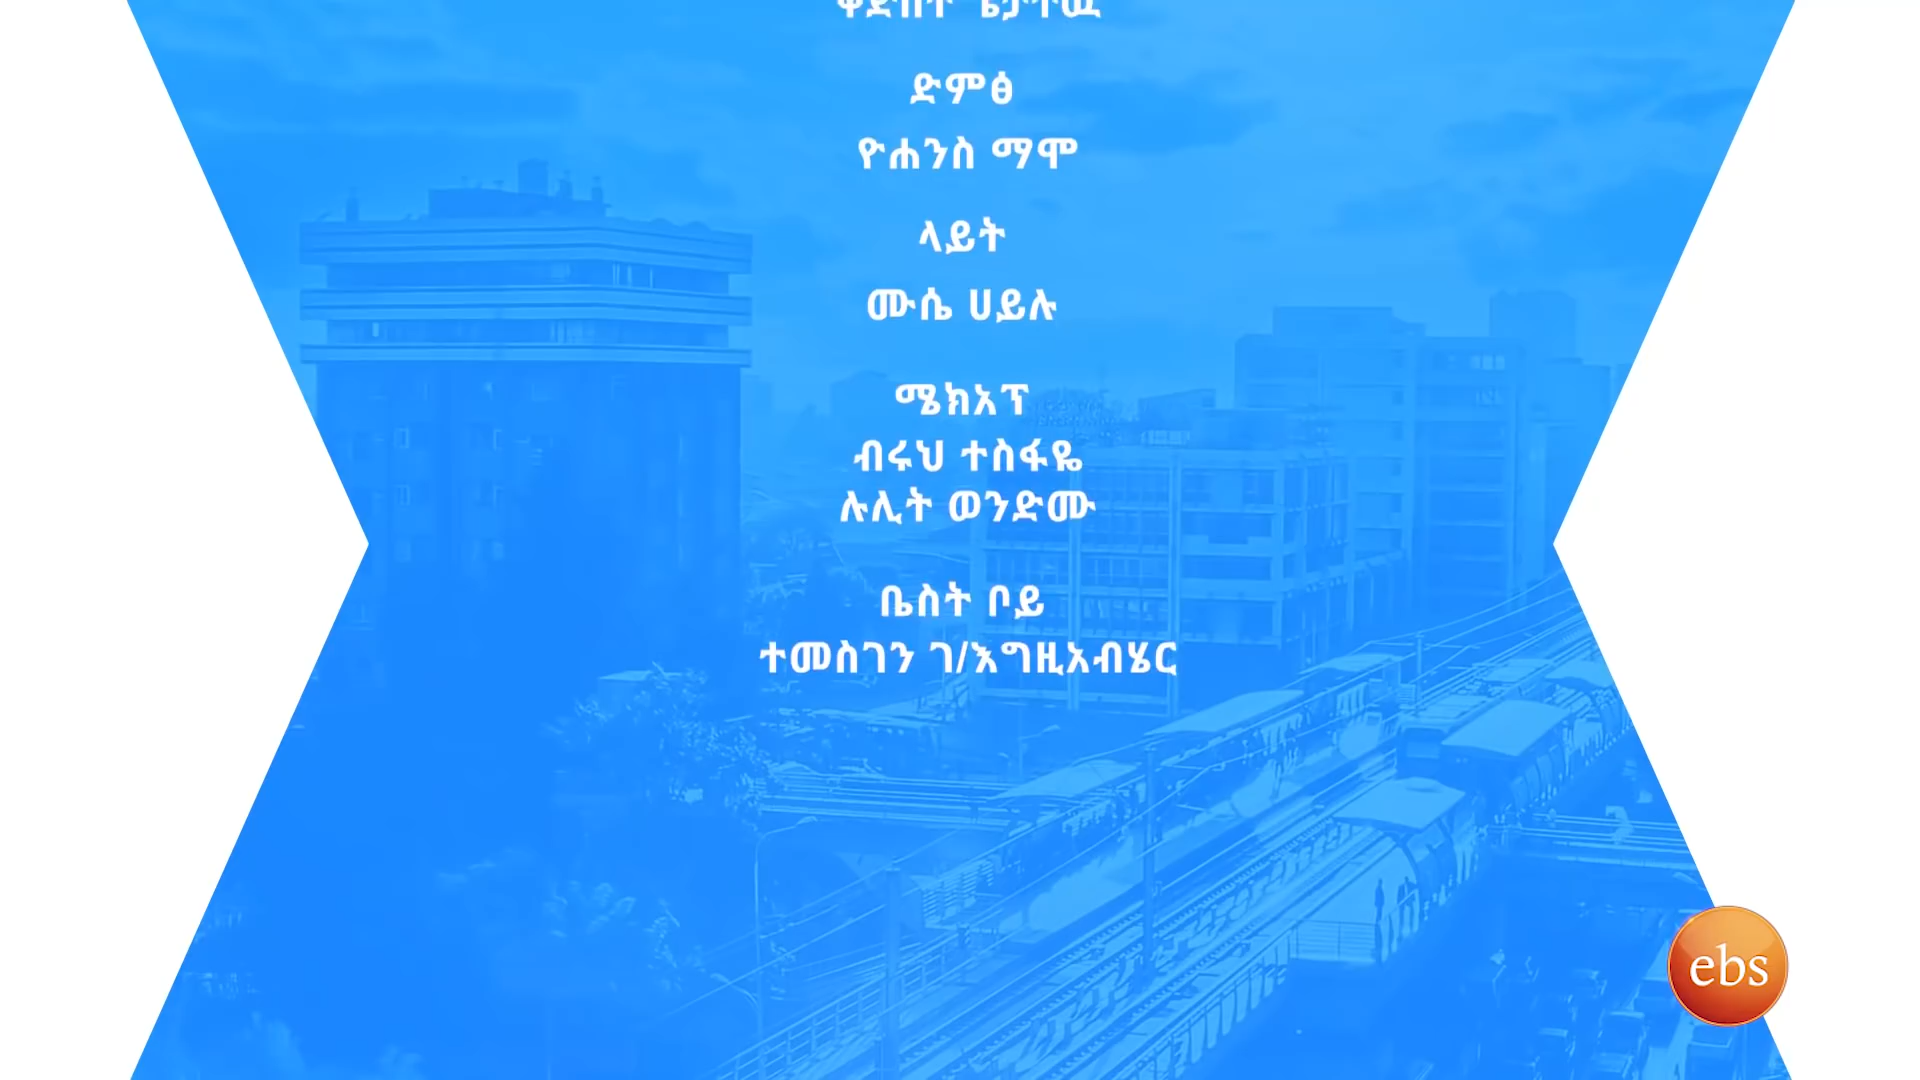 ድምፅ
ዮሐንስ ማሞ
ላይት
ሙሴ ሀይሉ
ሜክአፕ
ብሩህ ተስፋዬ
ሉሊት ወንድሙ
ቤስት ቦይ
ተመስገን ገ/እግዚአብሄር
ebs